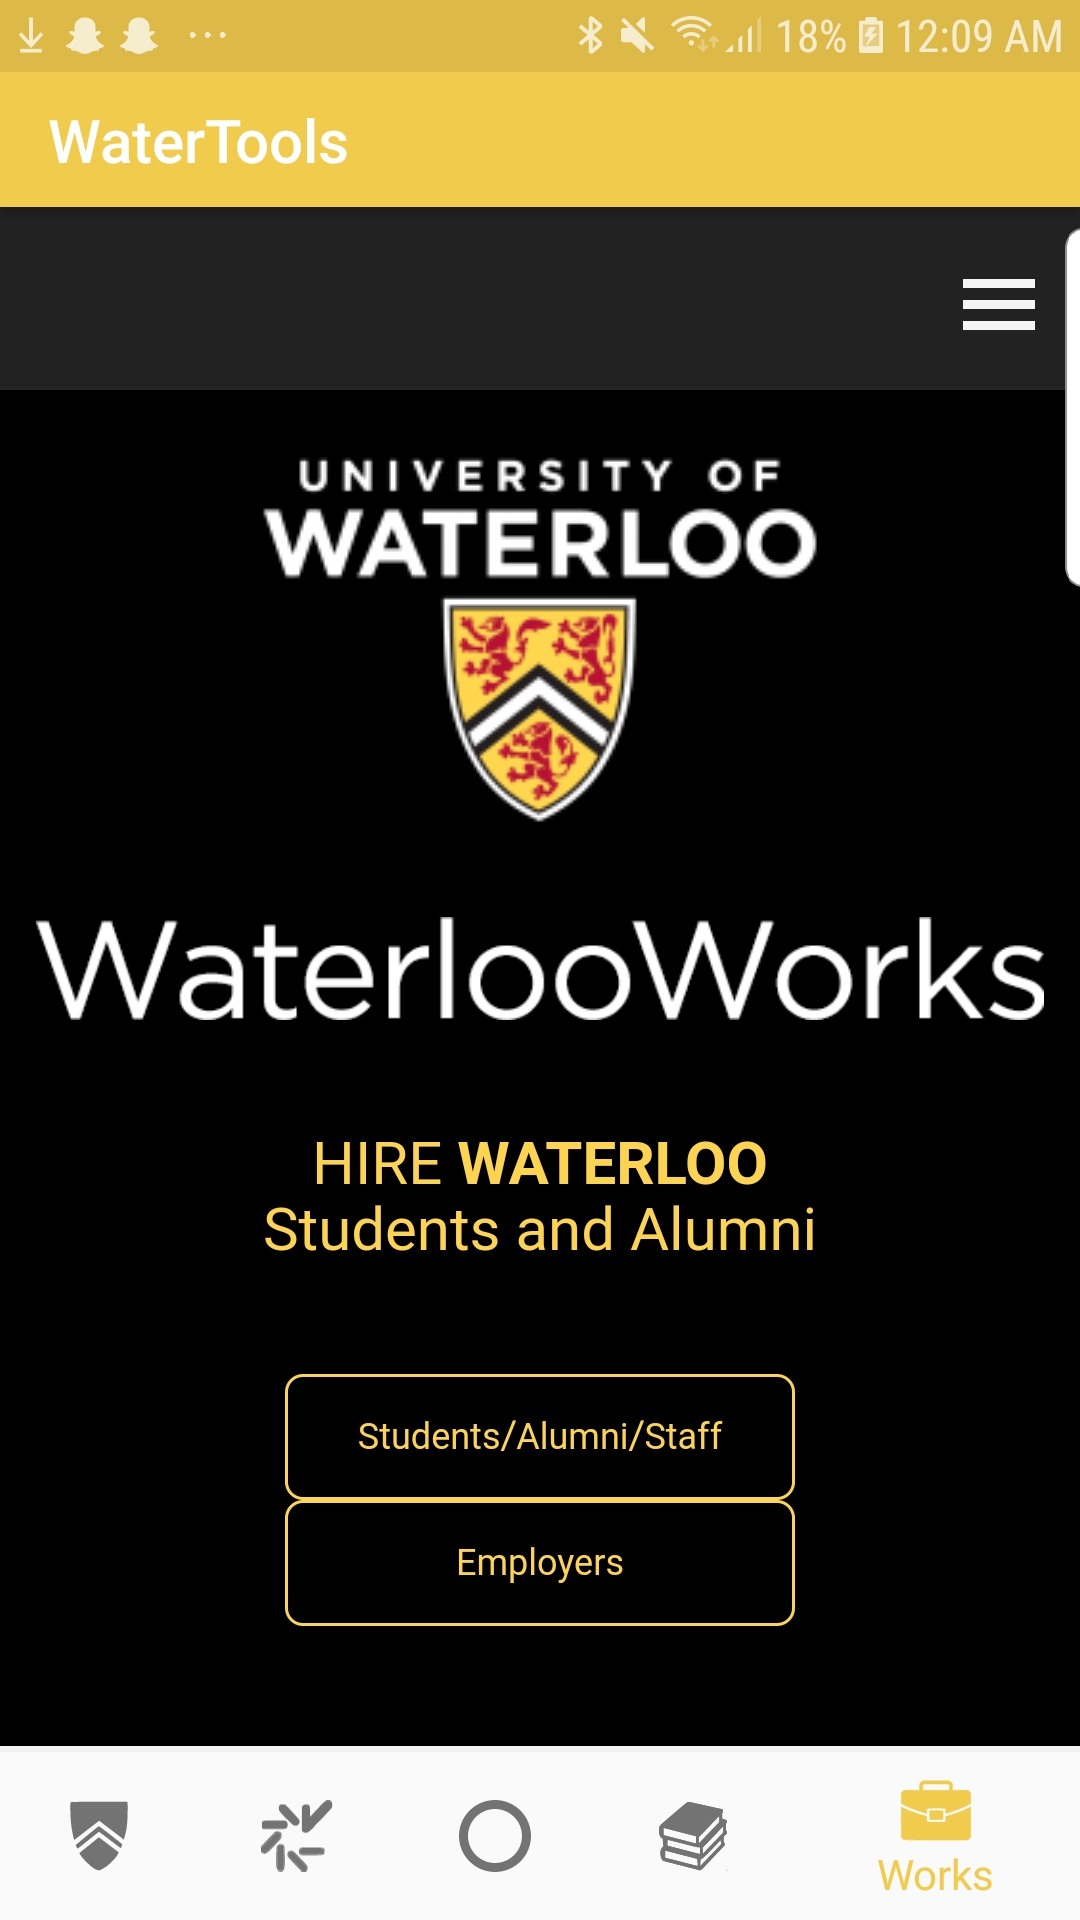 18% 12:09 AM
WaterTools
UNIVERSITY OF
WATERLOO
WaterlooWorks
HIRE WATERLOO
Students and Alumni
Students/Alumni/Staff
Employers
Works